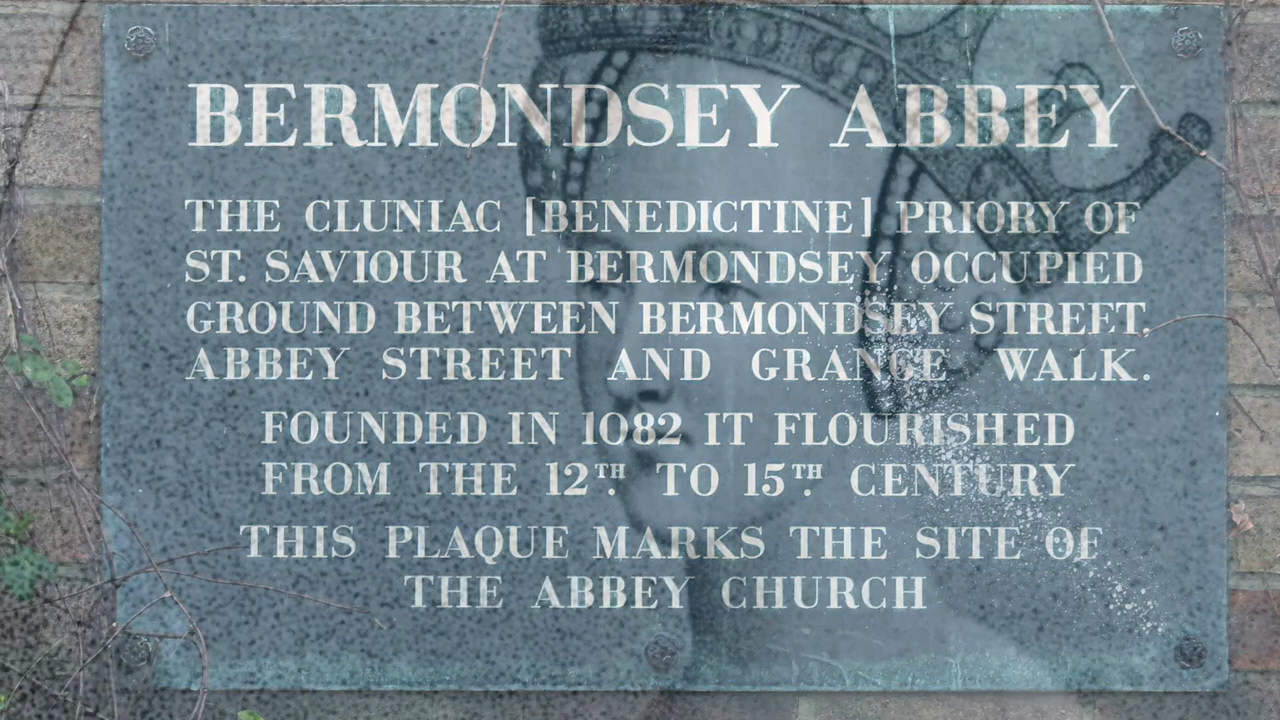 BERMONDSEY ABBEY
THE CLUNIAC [BENEDICTINE] PRIORY OF
ST. SAVIOUR AT BERMONDSEY OCCUPIED
GROUND BETWEEN BERMONDSEY STREET,
ABBEY STREET AND GRANGE WALK.
FOUNDED IN 1082 IT FLOURISHED
FROM THE 12TH. TO 15TH. CENTURY
THIS PLAQUE MARKS THE SITE OF
THE ABBEY CHURCH